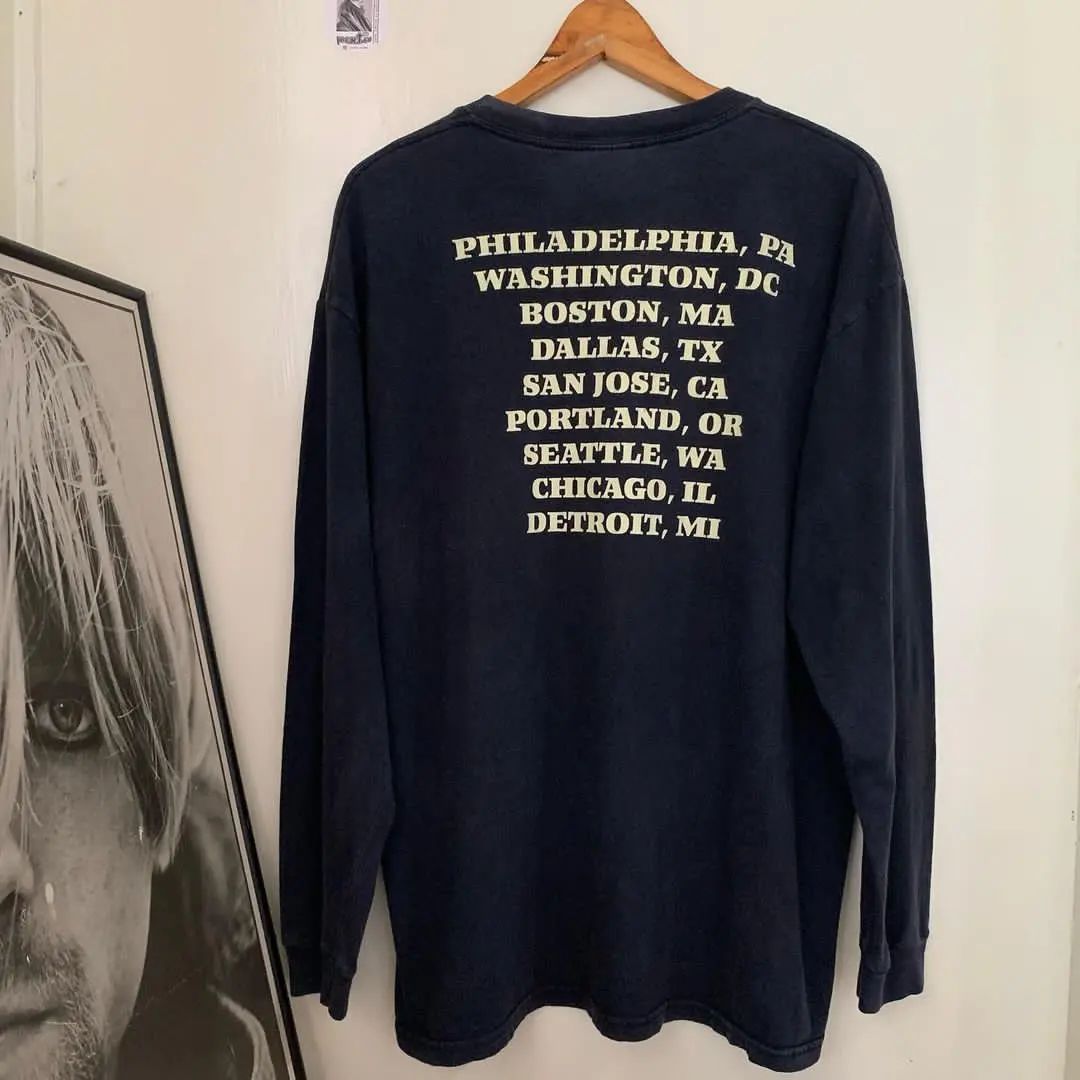 PHILADELPHIA, PA
WASHINGTON, DC
BOSTON, MA
DALLAS, TX
SAN JOSE, CA
PORTLAND, OR
SEATTLE, WA
CHICAGO, IL
DETROIT, MI